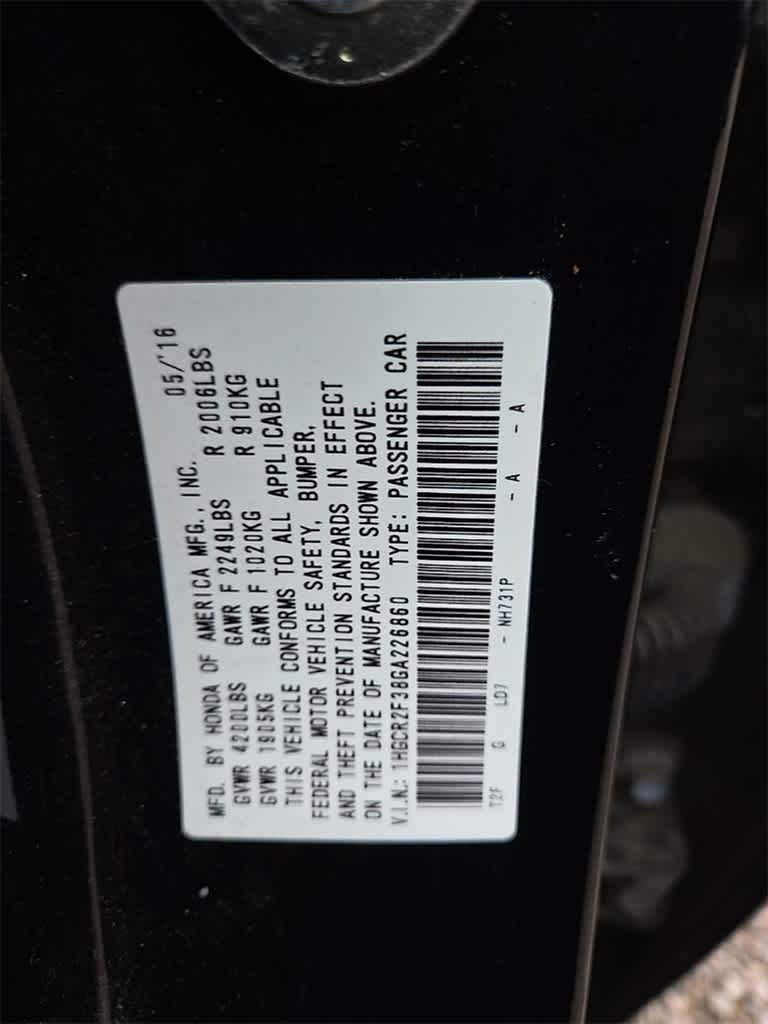 MFD. BY HONDA OF AMERICA MFG., INC. 05/'16
GVWR 4200LBS GAWR F 2249LBS R 2006LBS
GVWR 1905KG GAWR F 1020KG R 910KG
THIS VEHICLE CONFORMS TO ALL APPLICABLE
FEDERAL MOTOR VEHICLE SAFETY, BUMPER,
AND THEFT PREVENTION STANDARDS IN EFFECT
ON THE DATE OF MANUFACTURE SHOWN ABOVE.
V.I.N.: 1HGCR2F38GA226860 TYPE: PASSENGER CAR
T2F G LD7 - NH731P - A - A